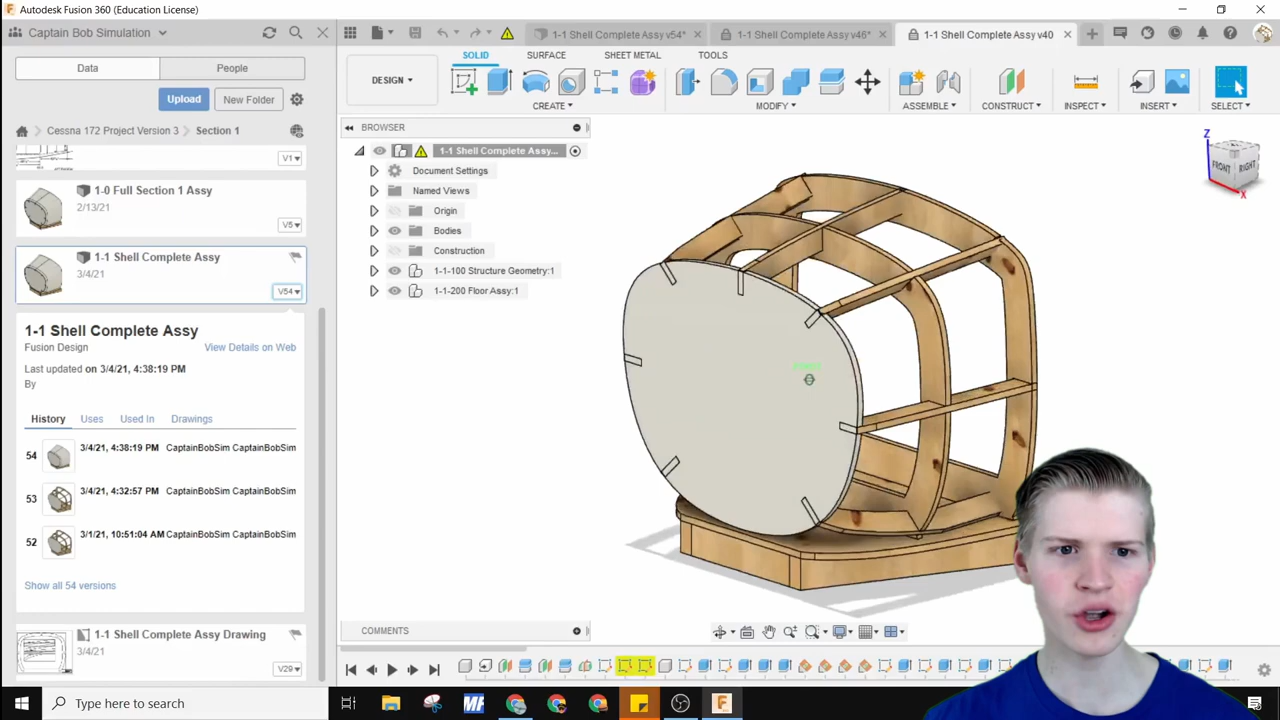 Autodesk Fusion 360 (Education License)
Captain Bob Simulation
1-1 Shell Complete Assy v54*
1-1 Shell Complete Assy v46*
1-1 Shell Complete Assy v40
Data
People
SOLID
SURFACE
SHEET METAL
TOOLS
DESIGN
CREATE
MODIFY
ASSEMBLE
CONSTRUCT
INSPECT
INSERT
SELECT
Upload
New Folder
Cessna 172 Project Version 3
Section 1
V1
1-0 Full Section 1 Assy
2/13/21
V5
1-1 Shell Complete Assy
3/4/21
V54
1-1 Shell Complete Assy
Fusion Design
View Details on Web
Last updated on 3/4/21, 4:38:19 PM
By
History
Uses
Used In
Drawings
54
3/4/21, 4:38:19 PM CaptainBobSim CaptainBobSim
53
3/4/21, 4:32:57 PM CaptainBobSim CaptainBobSim
52
3/1/21, 10:51:04 AM CaptainBobSim CaptainBobSim
Show all 54 versions
1-1 Shell Complete Assy Drawing
3/4/21
V29
BROWSER
1-1 Shell Complete Assy...
Document Settings
Named Views
Origin
Bodies
Construction
1-1-100 Structure Geometry:1
1-1-200 Floor Assy:1
Z
FRONT
RIGHT
X
COMMENTS
Type here to search